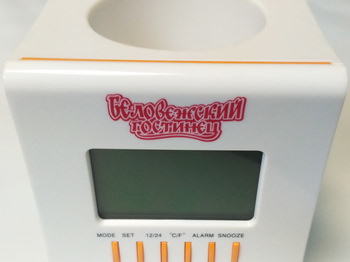 БЕЛОВЕЖСКИЙ
ГОСТИНЕЦ
MODE SET 12/24 °C/F° ALARM SNOOZE